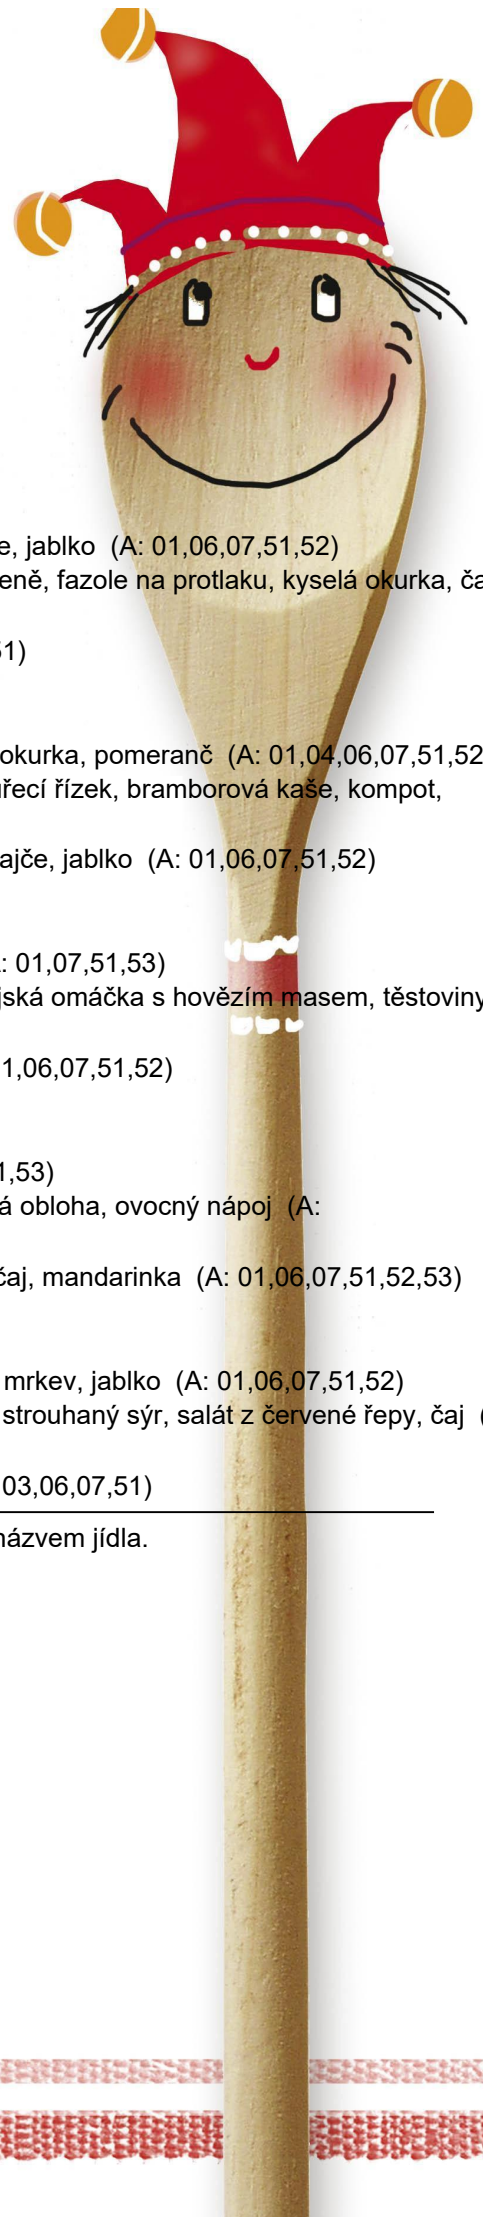 e, jablko (A: 01,06,07,51,52)
eně, fazole na protlaku, kyselá okurka, ča
51)
okurka, pomeranč (A: 01,04,06,07,51,52
uřecí řízek, bramborová kaše, kompot,
ajče, jablko (A: 01,06,07,51,52)
: 01,07,51,53)
jská omáčka s hovězím masem, těstoviny
1,06,07,51,52)
1,53)
á obloha, ovocný nápoj (A:
čaj, mandarinka (A: 01,06,07,51,52,53)
mrkev, jablko (A: 01,06,07,51,52)
strouhaný sýr, salát z červené řepy, čaj (
03,06,07,51)
názvem jídla.